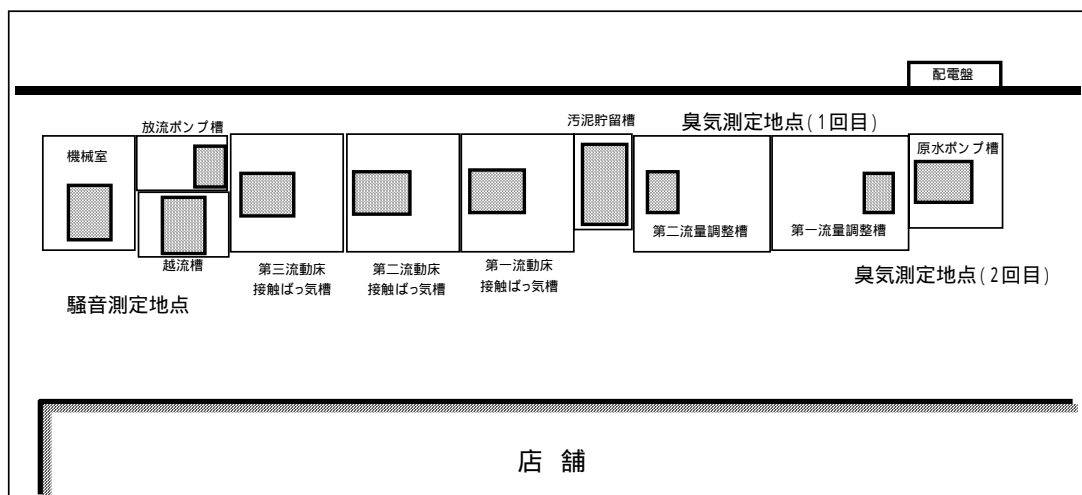 配電盤
放流ポンプ槽
汚泥貯留槽
臭気測定地点(1回目)
機械室
原水ポンプ槽
第二流量調整槽
第一流量調整槽
越流槽
第三流動床
接触ばっ気槽
第二流動床
接触ばっ気槽
第一流動床
接触ばっ気槽
臭気測定地点(2回目)
騒音測定地点
店 舗